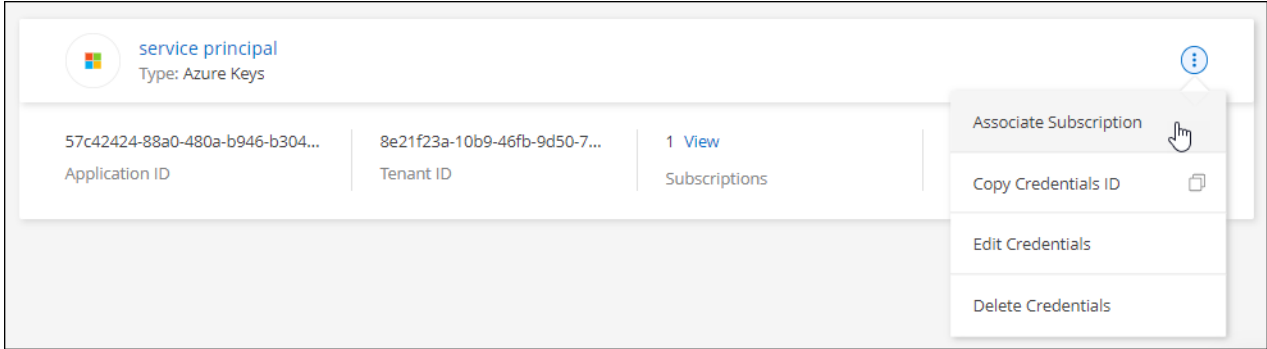 service principal
Type: Azure Keys
57c42424-88a0-480a-b946-b304...
Application ID
8e21f23a-10b9-46fb-9d50-7...
Tenant ID
1 View
Subscriptions
Associate Subscription
Copy Credentials ID
Edit Credentials
Delete Credentials